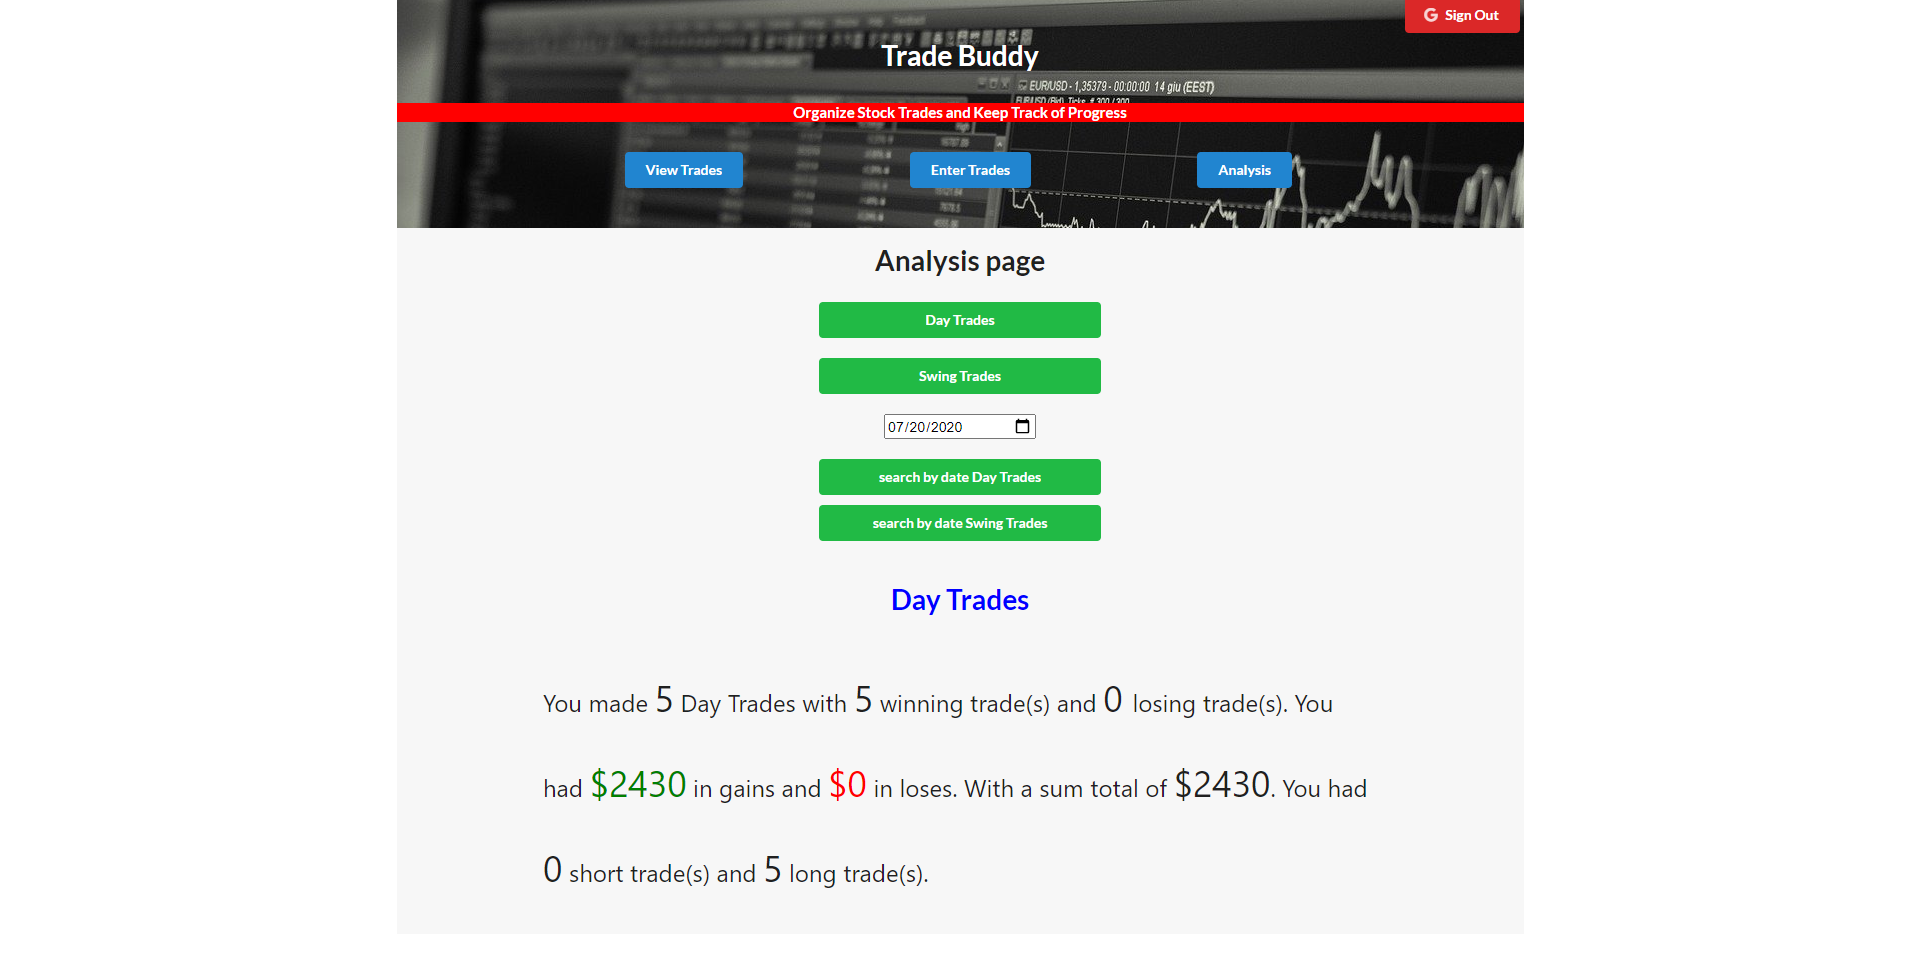 Sign Out
Trade Buddy
EUR/USD - 1,35379 - 00:00:00 14 giu (EEST)
Organize Stock Trades and Keep Track of Progress
View Trades
Enter Trades
Analysis
Analysis page
Day Trades
Swing Trades
07/20/2020
search by date Day Trades
search by date Swing Trades
Day Trades
You made 5 Day Trades with 5 winning trade(s) and 0 losing trade(s). You
had $2430 in gains and $0 in loses. With a sum total of $2430. You had
0 short trade(s) and 5 long trade(s).